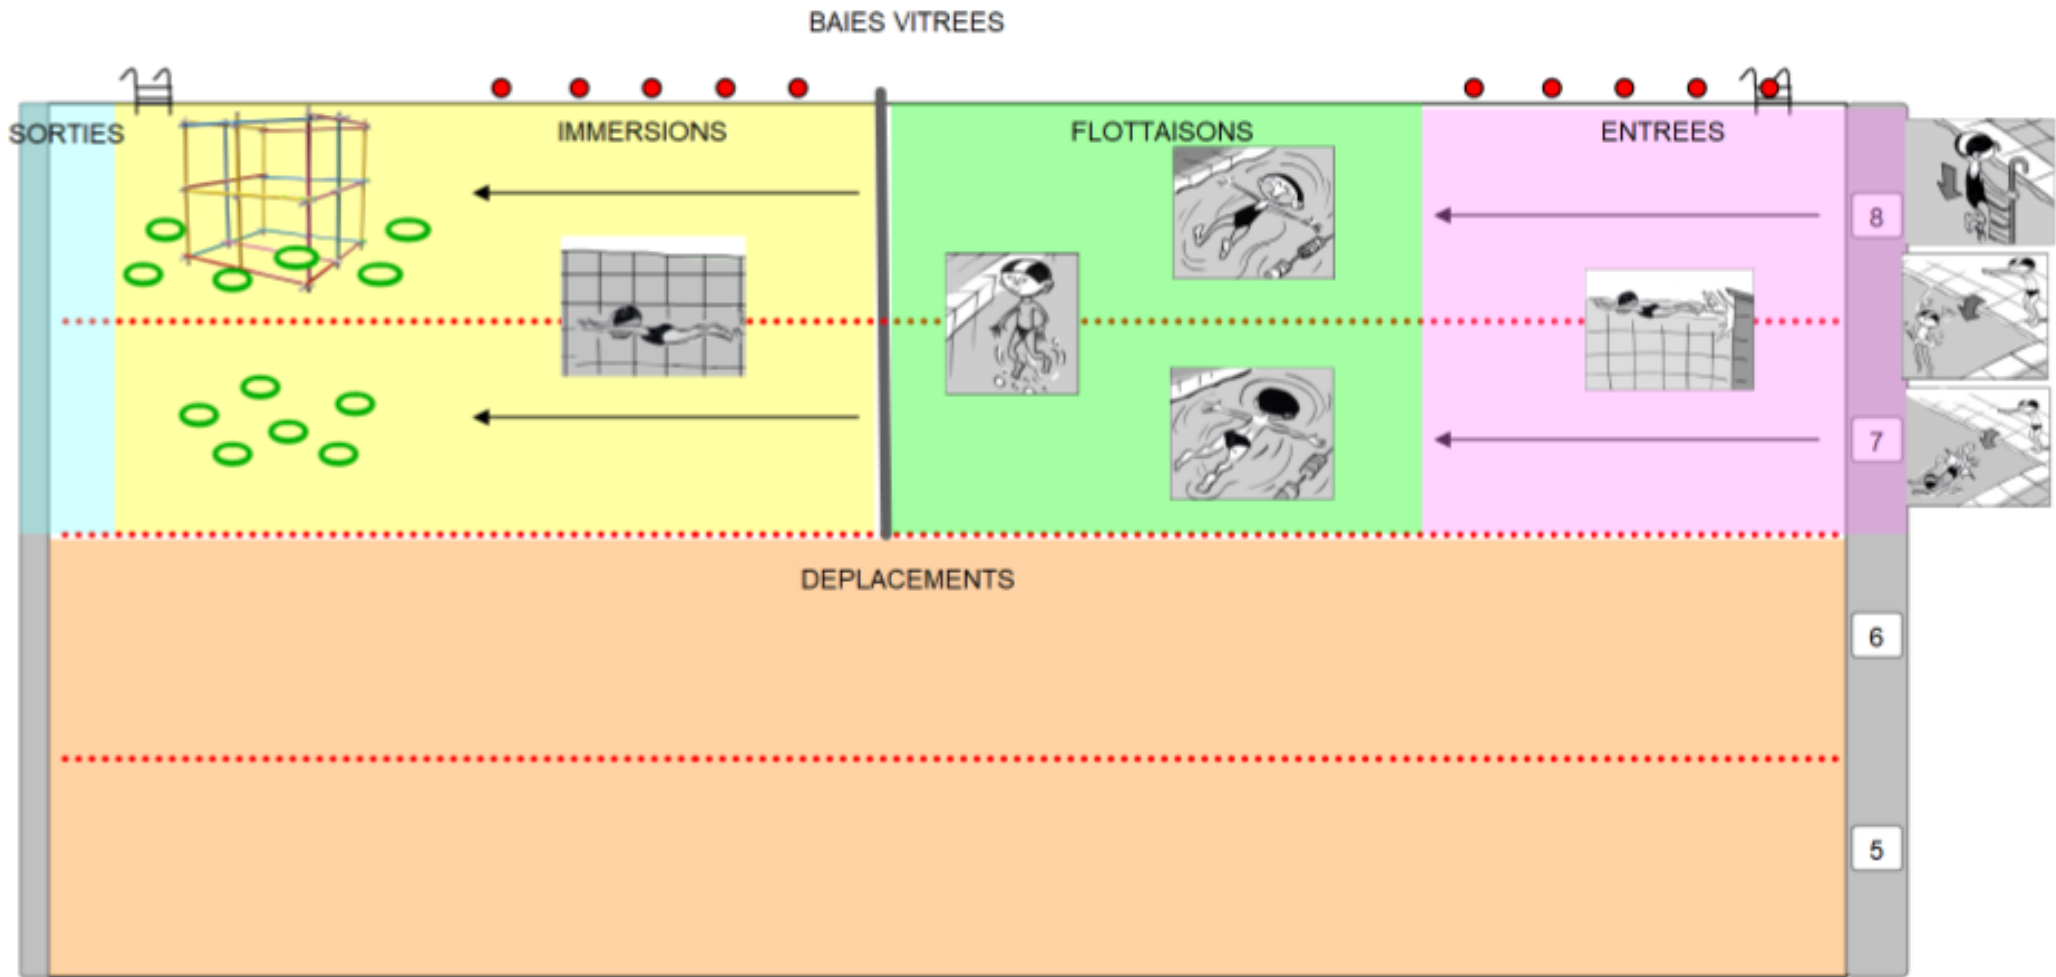 BAIES VITREES
SORTIES
IMMERSIONS
FLOTTAISONS
ENTREES
8
7
DEPLACEMENTS
6
5